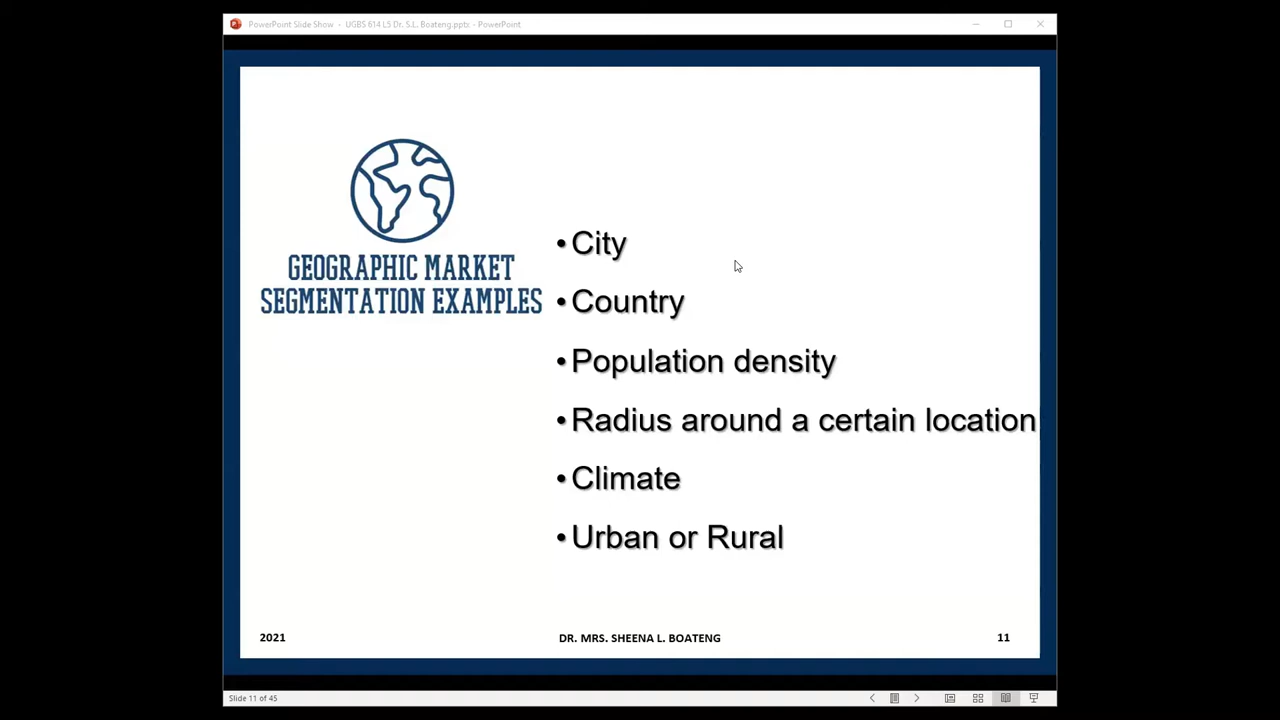 PowerPoint Slide Show - UGBS 614 L5 Dr. S.L. Boateng.pptx - PowerPoint
GEOGRAPHIC MARKET
SEGMENTATION EXAMPLES
• City
• Country
• Population density
• Radius around a certain location
• Climate
• Urban or Rural
2021
DR. MRS. SHEENA L. BOATENG
11
Slide 11 of 45